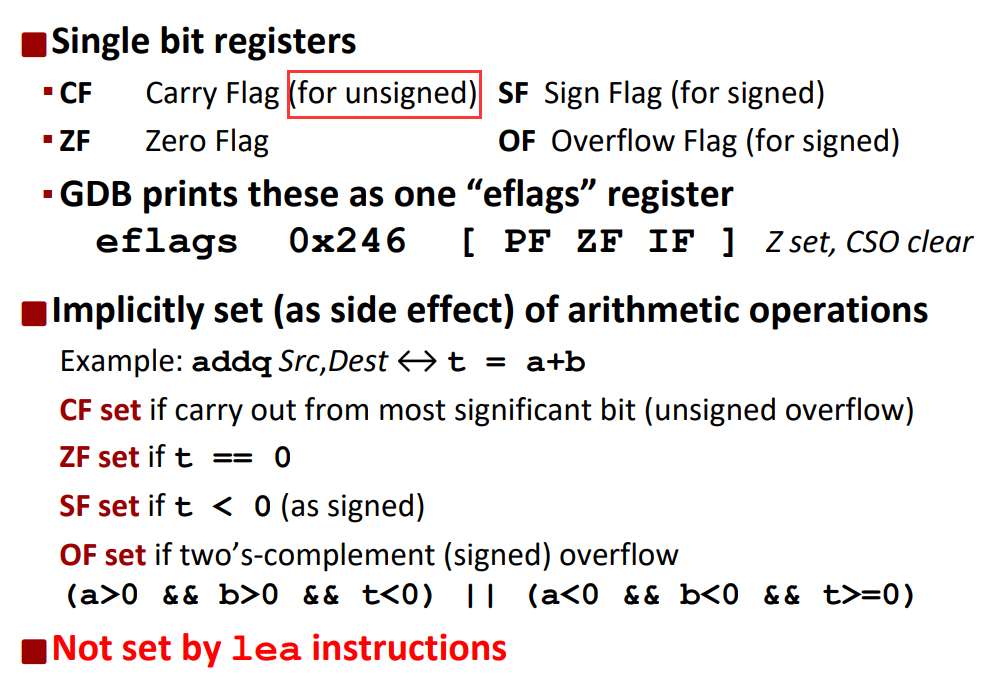 Single bit registers
CF Carry Flag (for unsigned) SF Sign Flag (for signed)
ZF Zero Flag OF Overflow Flag (for signed)
GDB prints these as one “eflags” register
eflags 0x246 [ PF ZF IF ] Z set, CSO clear
Implicitly set (as side effect) of arithmetic operations
Example: addq Src,Dest ↔ t = a+b
CF set if carry out from most significant bit (unsigned overflow)
ZF set if t == 0
SF set if t < 0 (as signed)
OF set if two’s-complement (signed) overflow
(a>0 && b>0 && t<0) || (a<0 && b<0 && t>=0)
Not set by lea instructions